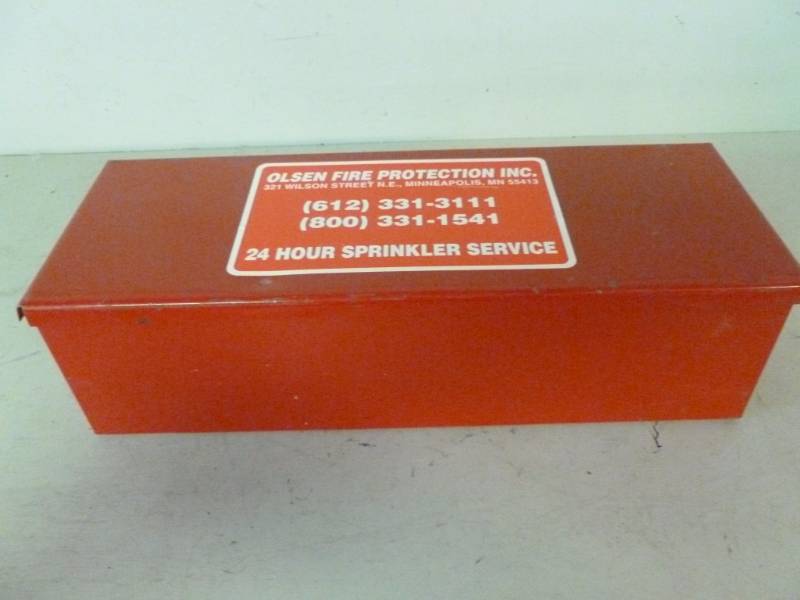 OLSEN FIRE PROTECTION INC.
321 WILSON STREET N.E., MINNEAPOLIS, MN 55413
(612) 331-3111
(800) 331-1541
24 HOUR SPRINKLER SERVICE